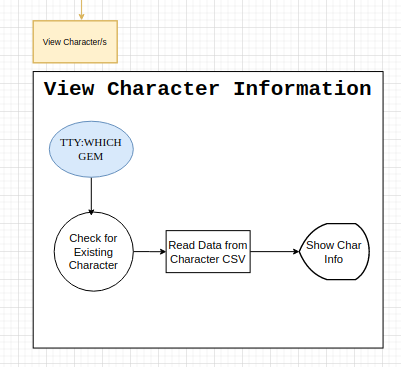 View Character/s
View Character Information
TTY:WHICH
GEM
Check for
Existing
Character
Read Data from
Character CSV
Show Char
Info